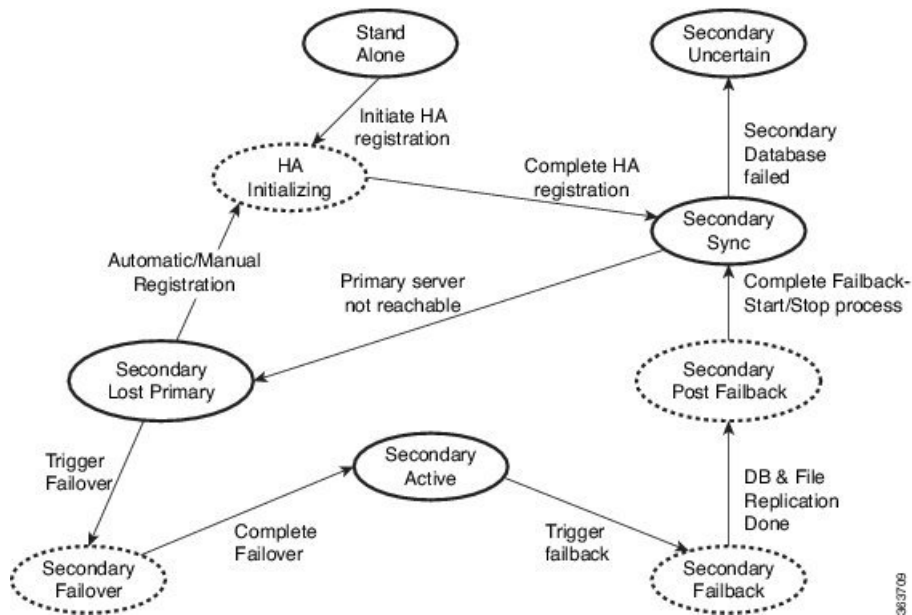 Stand
Alone
Secondary
Uncertain
Initiate HA
registration
Secondary
Database
failed
HA
Initializing
Complete HA
registration
Secondary
Sync
Automatic/Manual
Registration
Primary server
not reachable
Complete Failback-
Start/Stop process
Secondary
Lost Primary
Secondary
Post Failback
Trigger
Failover
Secondary
Active
DB & File
Replication
Done
Complete
Failover
Trigger
failback
Secondary
Failover
Secondary
Failback
363709